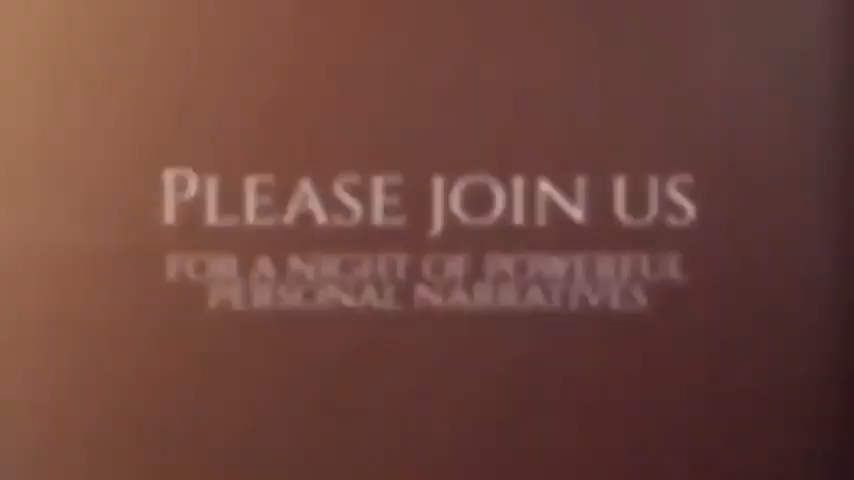 PLEASE JOIN US
FOR A NIGHT OF POWERFUL
PERSONAL NARRATIVES